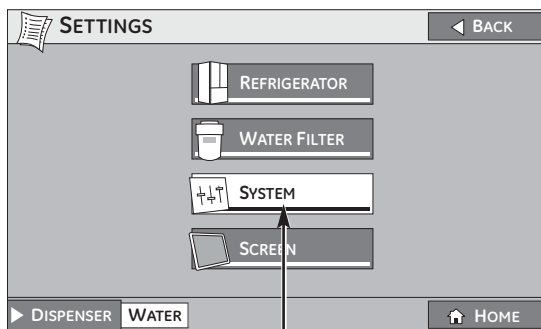 SETTINGS
BACK
REFRIGERATOR
WATER FILTER
SYSTEM
SCREEN
DISPENSER WATER
HOME